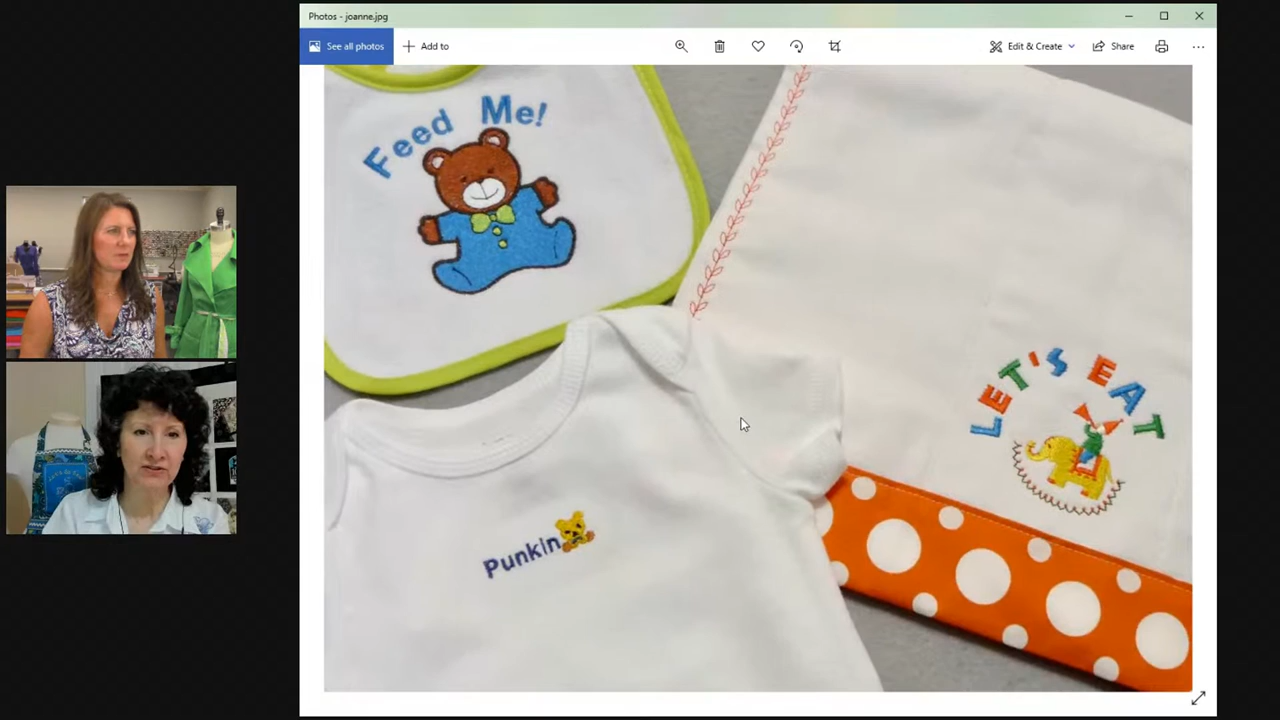 Photos - joanne.jpg
See all photos
Add to
Edit & Create
Share
Feed Me!
LET'S EAT
Punkin